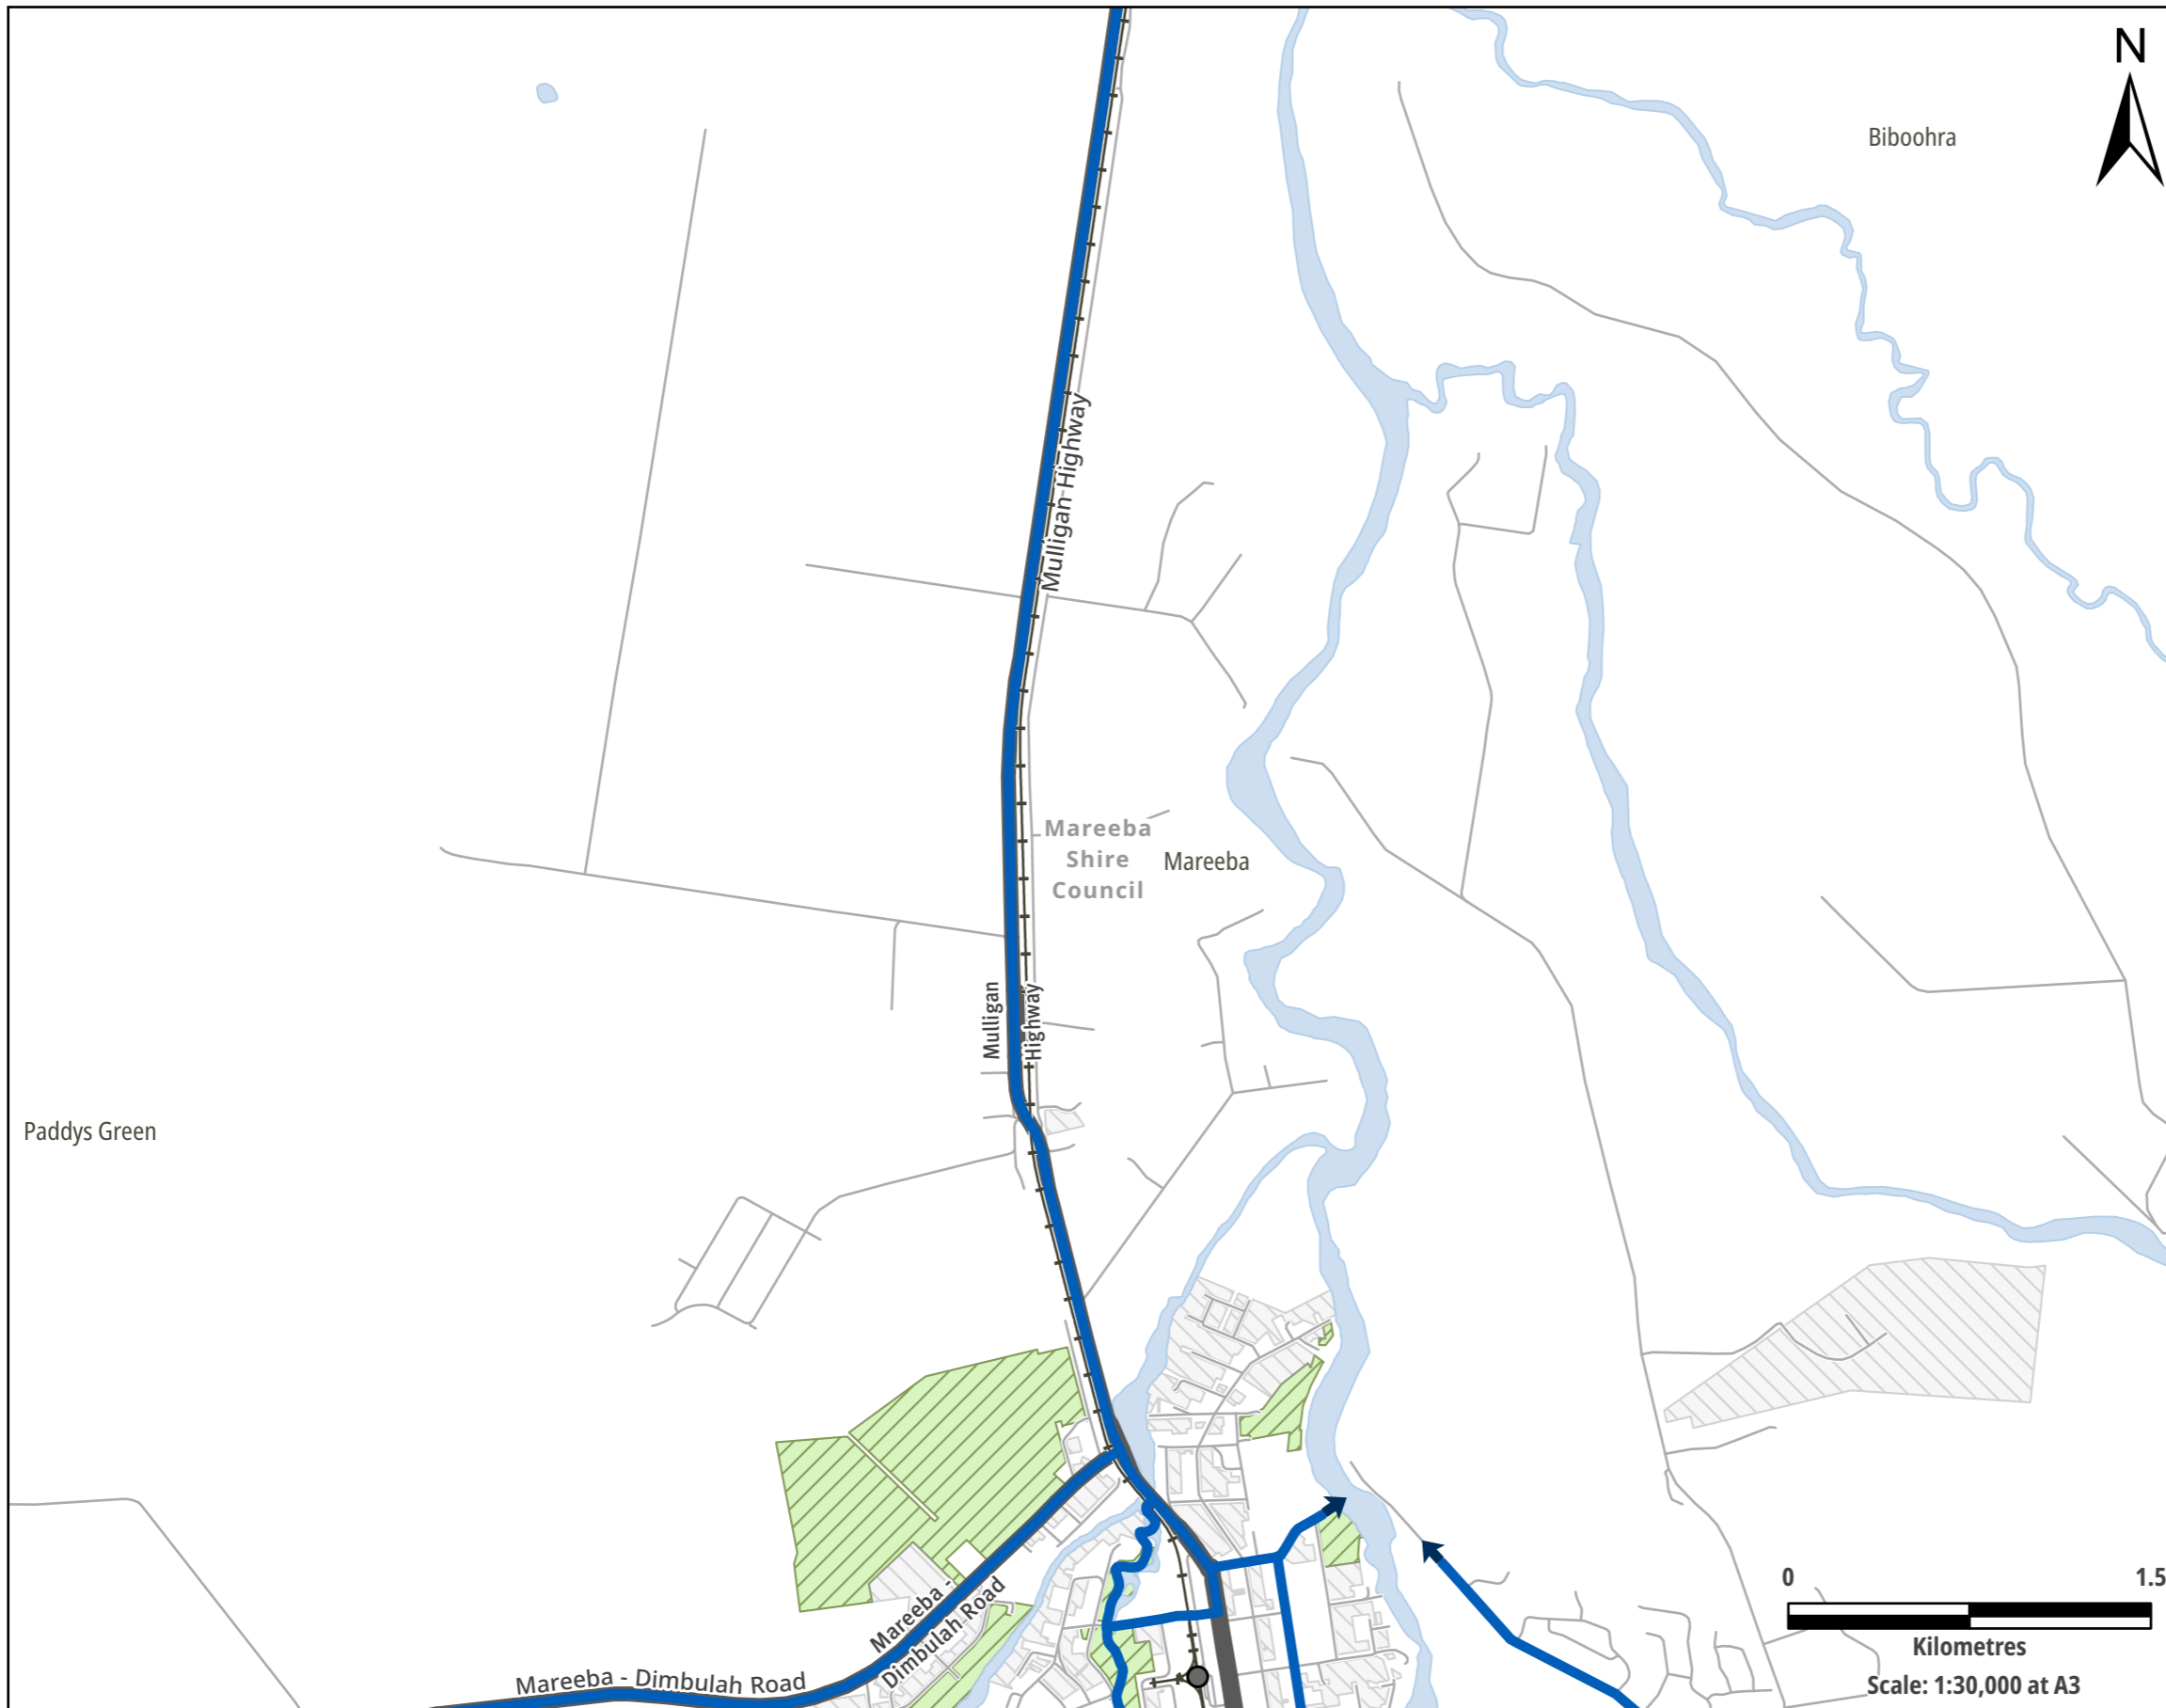 N
Biboohra
Mulligan Highway
Mareeba
Shire
Council
Mareeba
Mulligan
Highway
Paddys Green
0
1.5
Mareeba -
Dimbulah Road
Kilometres
Mareeba - Dimbulah Road
Scale: 1:30,000 at A3